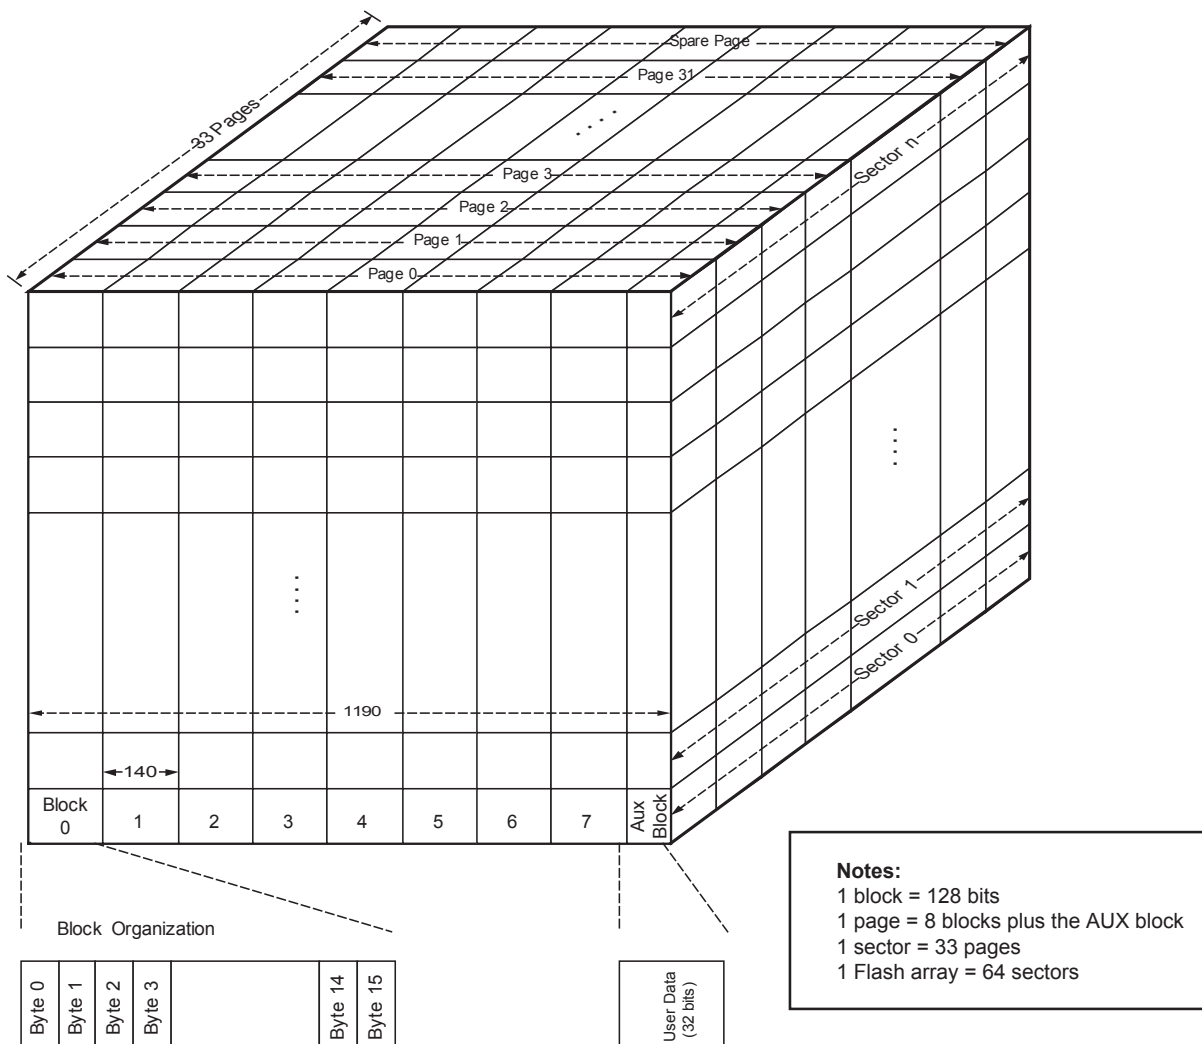 Spare Page
Page 31
. . . .
33 Pages
Page 3
Page 2
Page 1
Page 0
Sector n
. . . .
Sector 1
Sector 0
. . . .
1190
140
Block
0
1
2
3
4
5
6
7
Aux
Block
Block Organization
Byte 0
Byte 1
Byte 2
Byte 3
Byte 14
Byte 15
User Data
(32 bits)
Notes:
1 block = 128 bits
1 page = 8 blocks plus the AUX block
1 sector = 33 pages
1 Flash array = 64 sectors